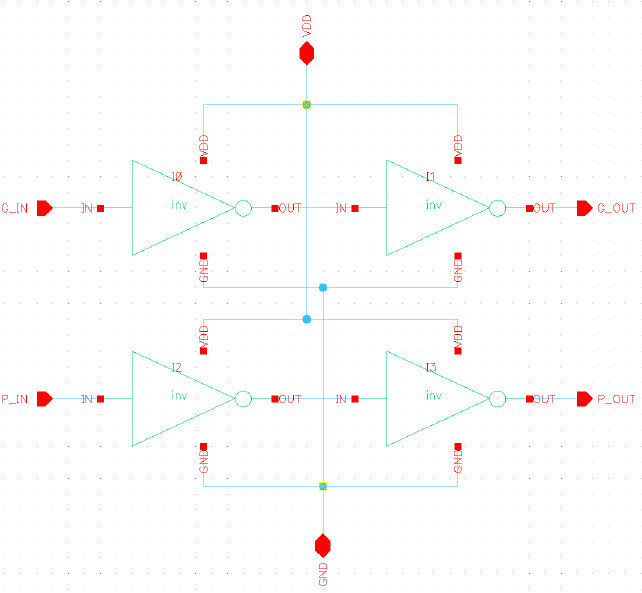 VDD
VDD VDD
I0 I1
G_IN IN inv OUT IN inv OUT G_OUT
GND GND
VDD VDD
I2 I3
P_IN IN inv OUT IN inv OUT P_OUT
GND GND
GND